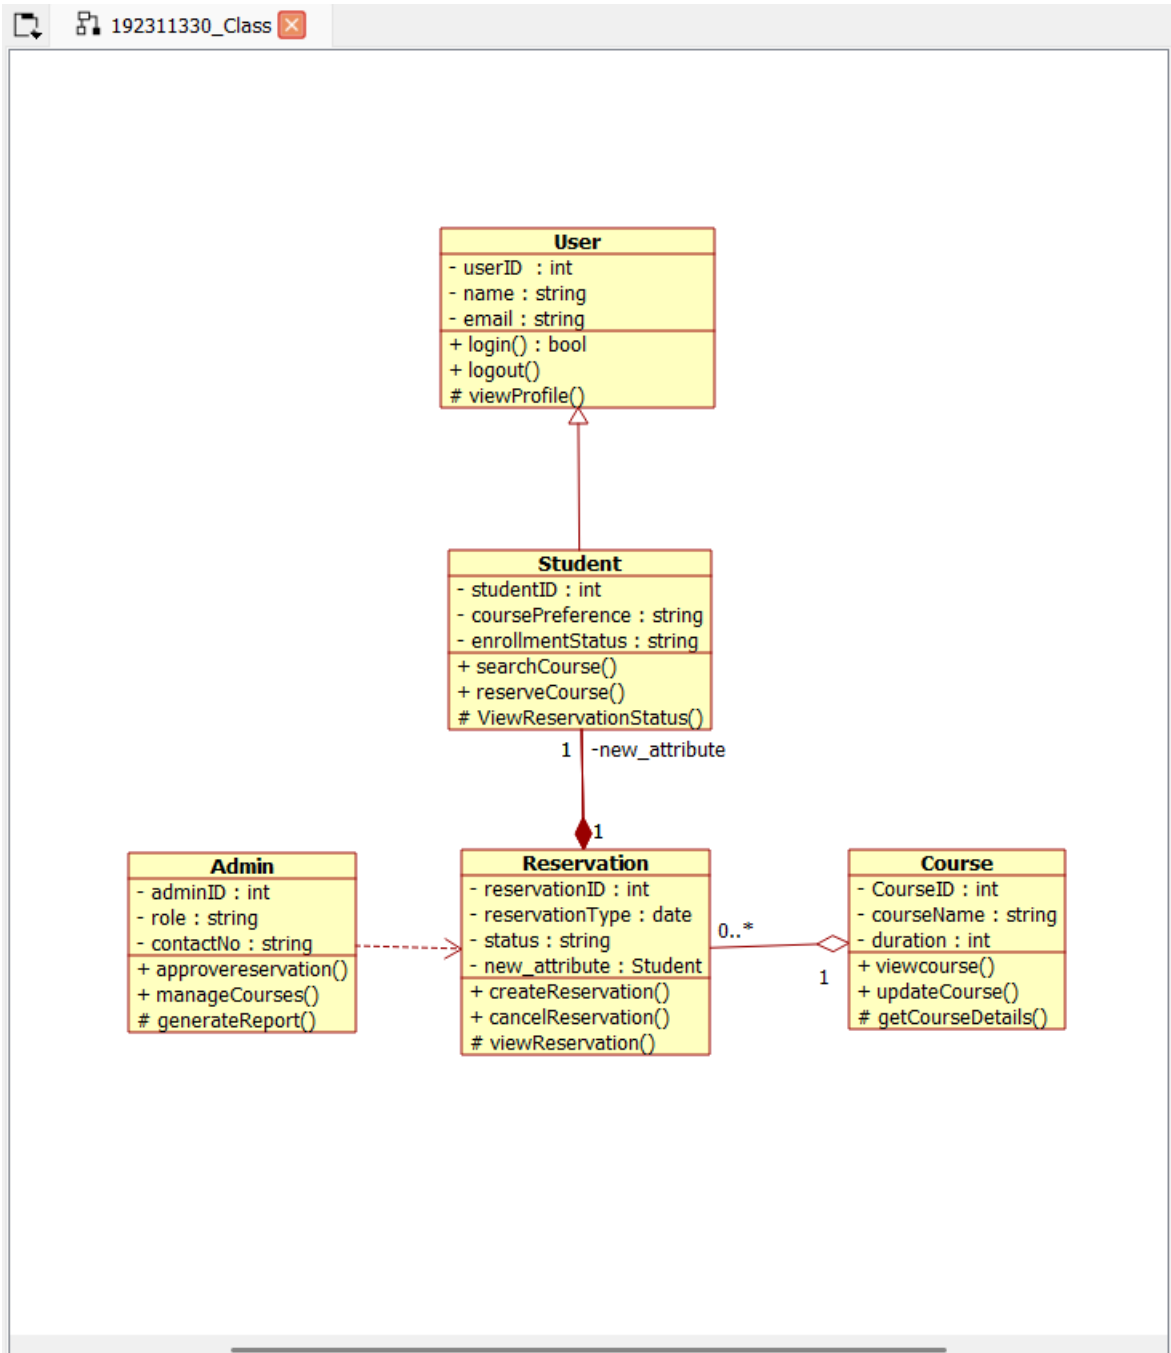 192311330_Class
User
- userID : int
- name : string
- email : string
+ login() : bool
+ logout()
# viewProfile()
Student
- studentID : int
- coursePreference : string
- enrollmentStatus : string
+ searchCourse()
+ reserveCourse()
# ViewReservationStatus()
1 -new_attribute
1
Admin
- adminID : int
- role : string
- contactNo : string
+ approvereservation()
+ manageCourses()
# generateReport()
Reservation
- reservationID : int
- reservationType : date
- status : string
- new_attribute : Student
+ createReservation()
+ cancelReservation()
# viewReservation()
0..*
1
Course
- CourseID : int
- courseName : string
- duration : int
+ viewcourse()
+ updateCourse()
# getCourseDetails()